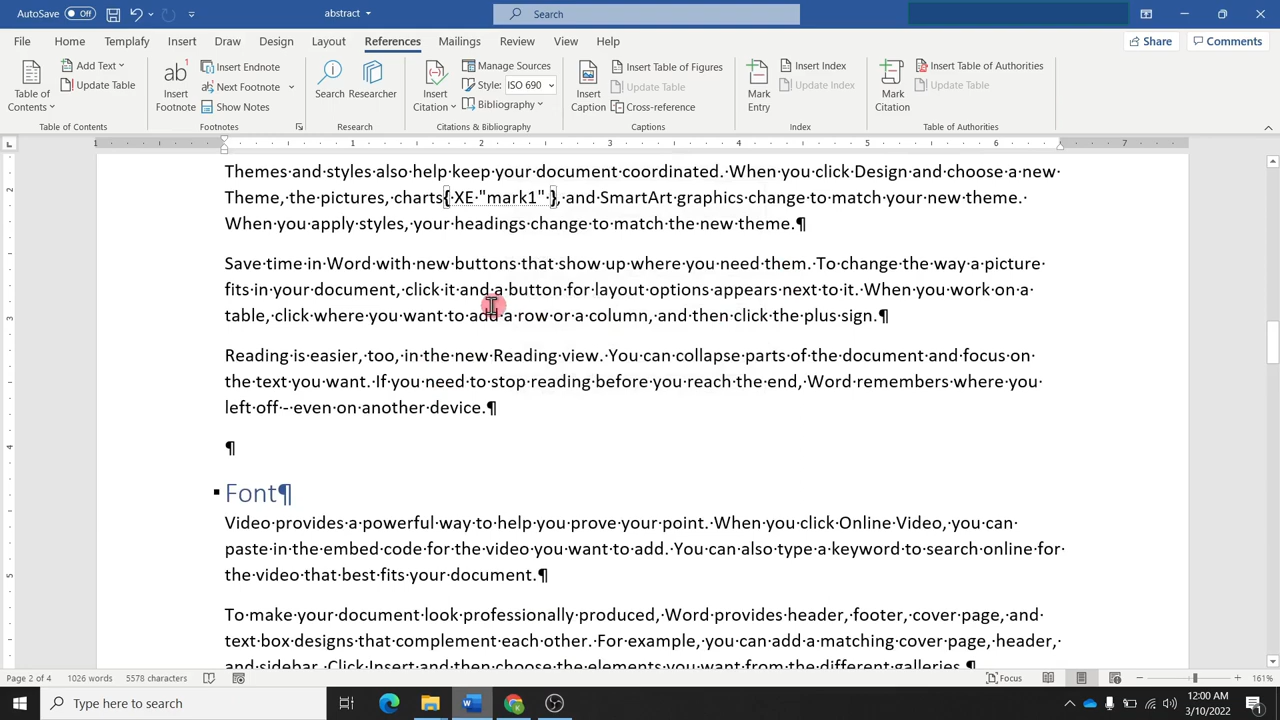 AutoSave Off abstract Search
File Home Templafy Insert Draw Design Layout References Mailings Review View Help Share Comments
Table of Contents Add Text Update Table Insert Footnote Insert Endnote Next Footnote Show Notes Search Researcher Insert Citation Manage Sources Style: ISO 690 Bibliography Insert Caption Insert Table of Figures Update Table Cross-reference Mark Entry Insert Index Update Index Mark Citation Insert Table of Authorities Update Table
Table of Contents Footnotes Research Citations & Bibliography Captions Index Table of Authorities
1 1 2 3 4 5 6 7
Themes·and·styles·also·help·keep·your·document·coordinated.·When·you·click·Design·and·choose·a·new·
Theme,·the·pictures,·charts{·XE·"mark1"·},·and·SmartArt·graphics·change·to·match·your·new·theme.·
When·you·apply·styles,·your·headings·change·to·match·the·new·theme.¶
Save·time·in·Word·with·new·buttons·that·show·up·where·you·need·them.·To·change·the·way·a·picture·
fits·in·your·document,·click·it·and·a·button·for·layout·options·appears·next·to·it.·When·you·work·on·a·
table,·click·where·you·want·to·add·a·row·or·a·column,·and·then·click·the·plus·sign.¶
Reading·is·easier,·too,·in·the·new·Reading·view.·You·can·collapse·parts·of·the·document·and·focus·on·
the·text·you·want.·If·you·need·to·stop·reading·before·you·reach·the·end,·Word·remembers·where·you·
left·off·-·even·on·another·device.¶
¶
Font¶
Video·provides·a·powerful·way·to·help·you·prove·your·point.·When·you·click·Online·Video,·you·can·
paste·in·the·embed·code·for·the·video·you·want·to·add.·You·can·also·type·a·keyword·to·search·online·for·
the·video·that·best·fits·your·document.¶
To·make·your·document·look·professionally·produced,·Word·provides·header,·footer,·cover·page,·and·
text·box·designs·that·complement·each·other.·For·example,·you·can·add·a·matching·cover·page,·header,·
and·sidebar.·Click·Insert·and·then·choose·the·elements·you·want·from·the·different·galleries.¶
2
3
4
5
Page 2 of 4 1026 words 5578 characters Focus 161%
Type here to search 12:00 AM
3/10/2022